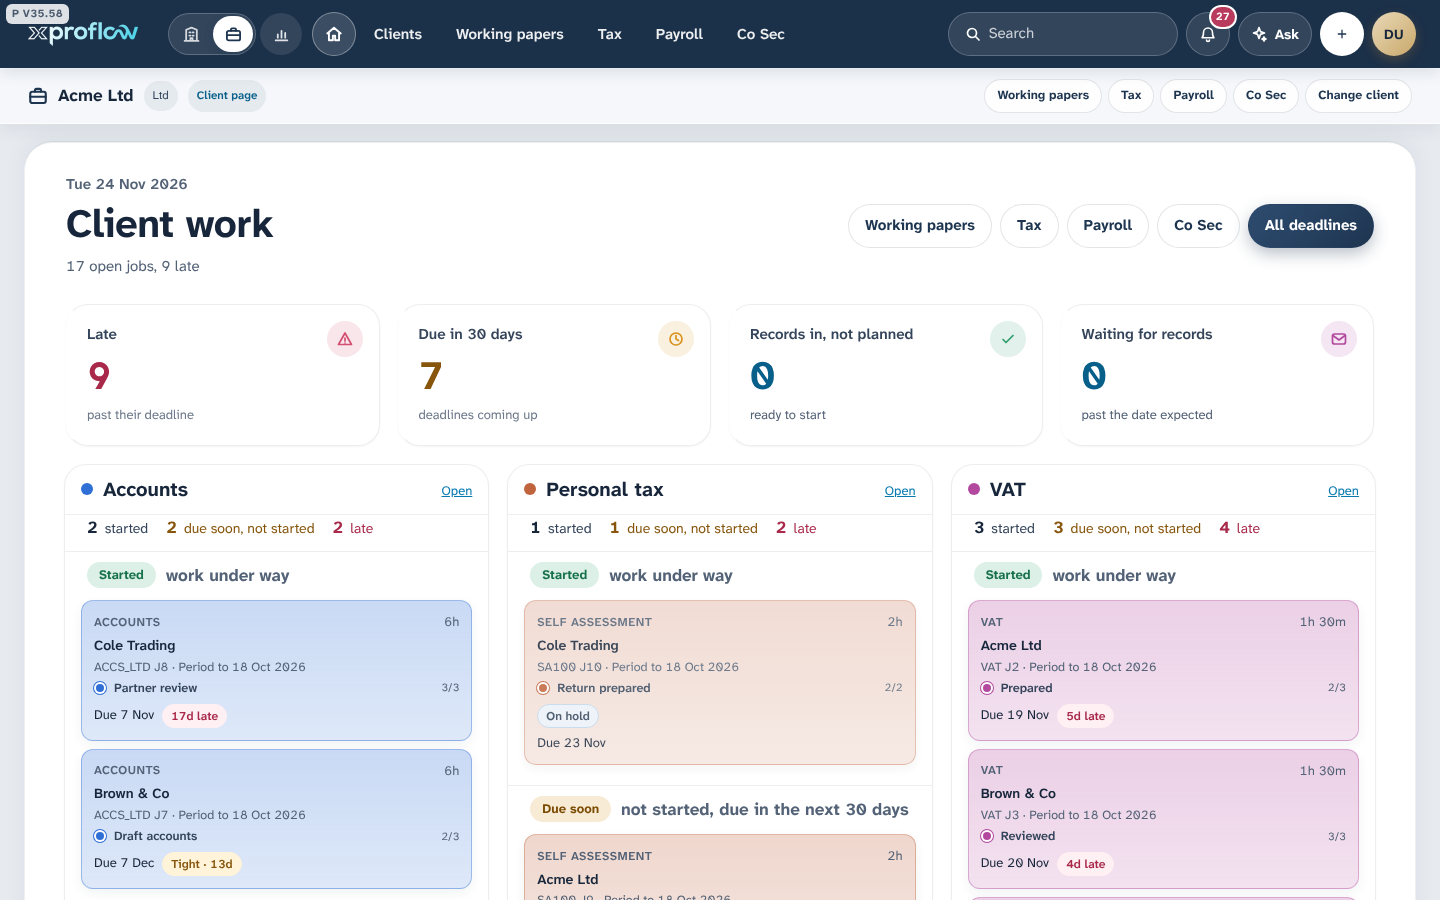 P V35.58
xproflow
Clients
Working papers
Tax
Payroll
Co Sec
Search
27
Ask
+
DU
Acme Ltd
Ltd
Client page
Working papers
Tax
Payroll
Co Sec
Change client
Tue 24 Nov 2026
Client work
17 open jobs, 9 late
Working papers
Tax
Payroll
Co Sec
All deadlines
Late
9
past their deadline
Due in 30 days
7
deadlines coming up
Records in, not planned
0
ready to start
Waiting for records
0
past the date expected
Accounts
Open
2 started 2 due soon, not started 2 late
Started work under way
ACCOUNTS 6h
Cole Trading
ACCS_LTD J8 · Period to 18 Oct 2026
Partner review 3/3
Due 7 Nov 17d late
ACCOUNTS 6h
Brown & Co
ACCS_LTD J7 · Period to 18 Oct 2026
Draft accounts 2/3
Due 7 Dec Tight · 13d
Personal tax
Open
1 started 1 due soon, not started 2 late
Started work under way
SELF ASSESSMENT 2h
Cole Trading
SA100 J10 · Period to 18 Oct 2026
Return prepared 2/2
On hold
Due 23 Nov
Due soon not started, due in the next 30 days
SELF ASSESSMENT 2h
Acme Ltd
SA100 J9 · Period to 18 Oct 2026
VAT
Open
3 started 3 due soon, not started 4 late
Started work under way
VAT 1h 30m
Acme Ltd
VAT J2 · Period to 18 Oct 2026
Prepared 2/3
Due 19 Nov 5d late
VAT 1h 30m
Brown & Co
VAT J3 · Period to 18 Oct 2026
Reviewed 3/3
Due 20 Nov 4d late